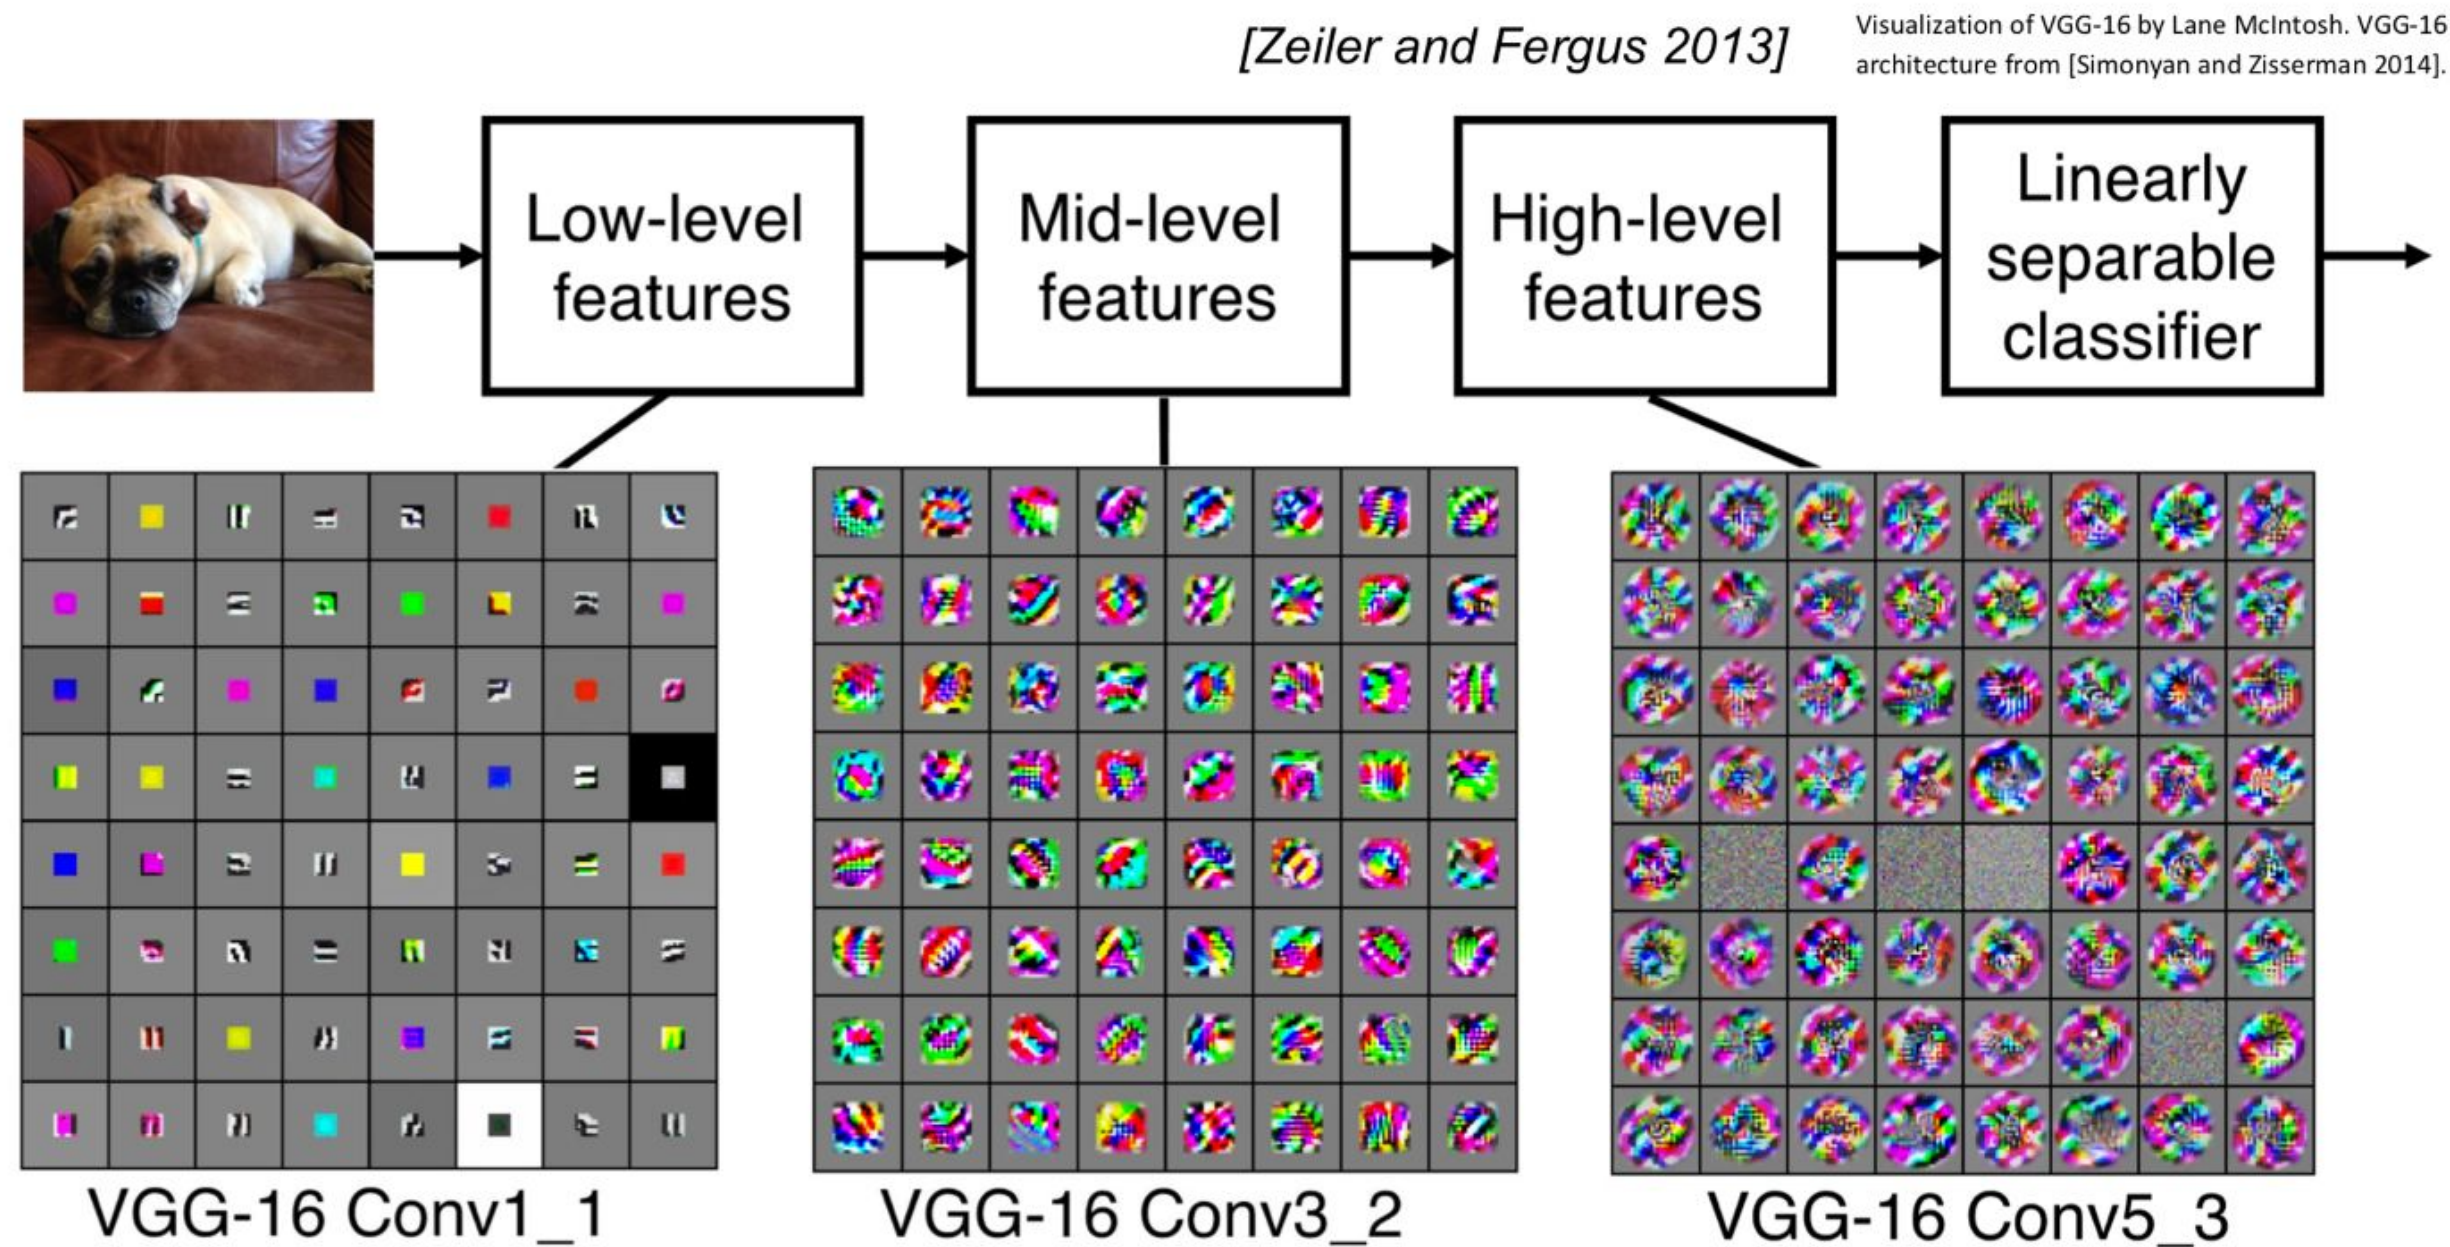 [Zeiler and Fergus 2013]
Visualization of VGG-16 by Lane McIntosh. VGG-16
architecture from [Simonyan and Zisserman 2014].
Low-level
features
Mid-level
features
High-level
features
Linearly
separable
classifier
VGG-16 Conv1_1
VGG-16 Conv3_2
VGG-16 Conv5_3